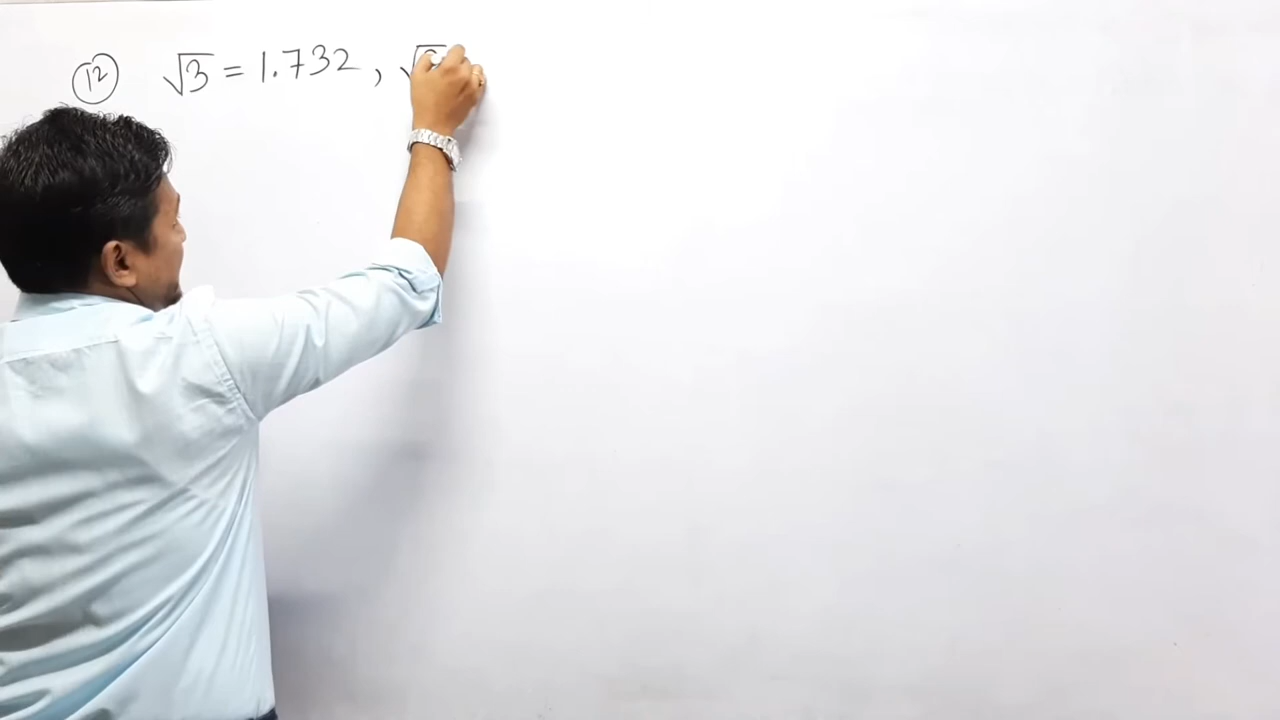 12 √3 = 1.732 , √